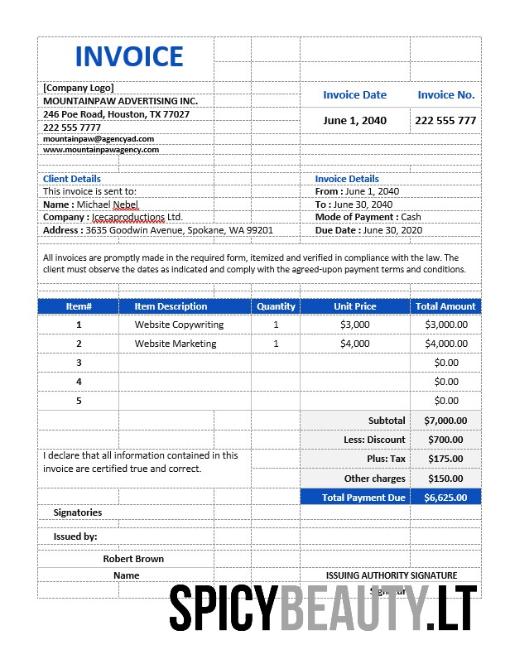 INVOICE
[Company Logo]
MOUNTAINPAW ADVERTISING INC.
246 Poe Road, Houston, TX 77027
222 555 7777
mountainpaw@agencyad.com
www.mountainpawagency.com
Invoice Date Invoice No.
June 1, 2040 222 555 777
Client Details
This invoice is sent to:
Name : Michael Nebel
Company : Icecaproductions Ltd.
Address : 3635 Goodwin Avenue, Spokane, WA 99201
Invoice Details
From : June 1, 2040
To : June 30, 2040
Mode of Payment : Cash
Due Date : June 30, 2020
All invoices are promptly made in the required form, itemized and verified in compliance with the law. The
client must observe the dates as indicated and comply with the agreed-upon payment terms and conditions.
Item# Item Description Quantity Unit Price Total Amount
1 Website Copywriting 1 $3,000 $3,000.00
2 Website Marketing 1 $4,000 $4,000.00
3 $0.00
4 $0.00
5 $0.00
Subtotal $7,000.00
Less: Discount $700.00
Plus: Tax $175.00
Other charges $150.00
Total Payment Due $6,625.00
I declare that all information contained in this
invoice are certified true and correct.
Signatories
Issued by:
Robert Brown
Name
ISSUING AUTHORITY SIGNATURE
SPICYBEAUTY.LT